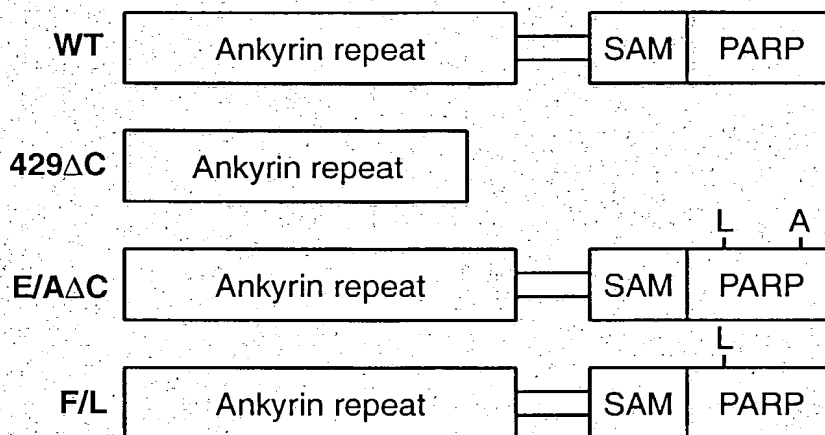 WT Ankyrin repeat SAM PARP
429ΔC Ankyrin repeat
L A
E/AΔC Ankyrin repeat SAM PARP
L
F/L Ankyrin repeat SAM PARP